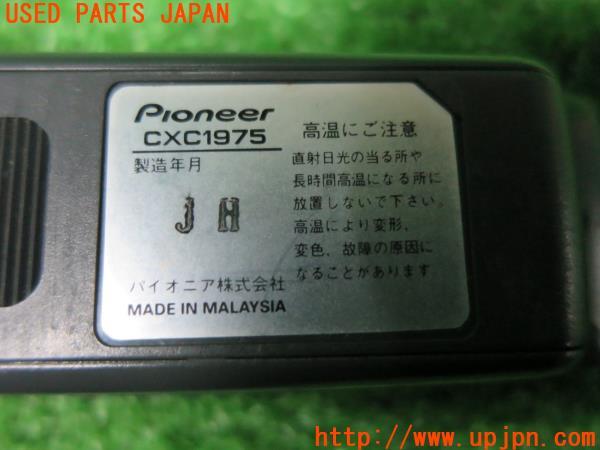 USED PARTS JAPAN
Pioneer
CXC1975
製造年月
J H
パイオニア株式会社
MADE IN MALAYSIA
高温にご注意
直射日光の当る所や
長時間高温になる所に
放置しないで下さい。
高温により変形,
変色、故障の原因に
なることがあります
http://www.upjpn.com/